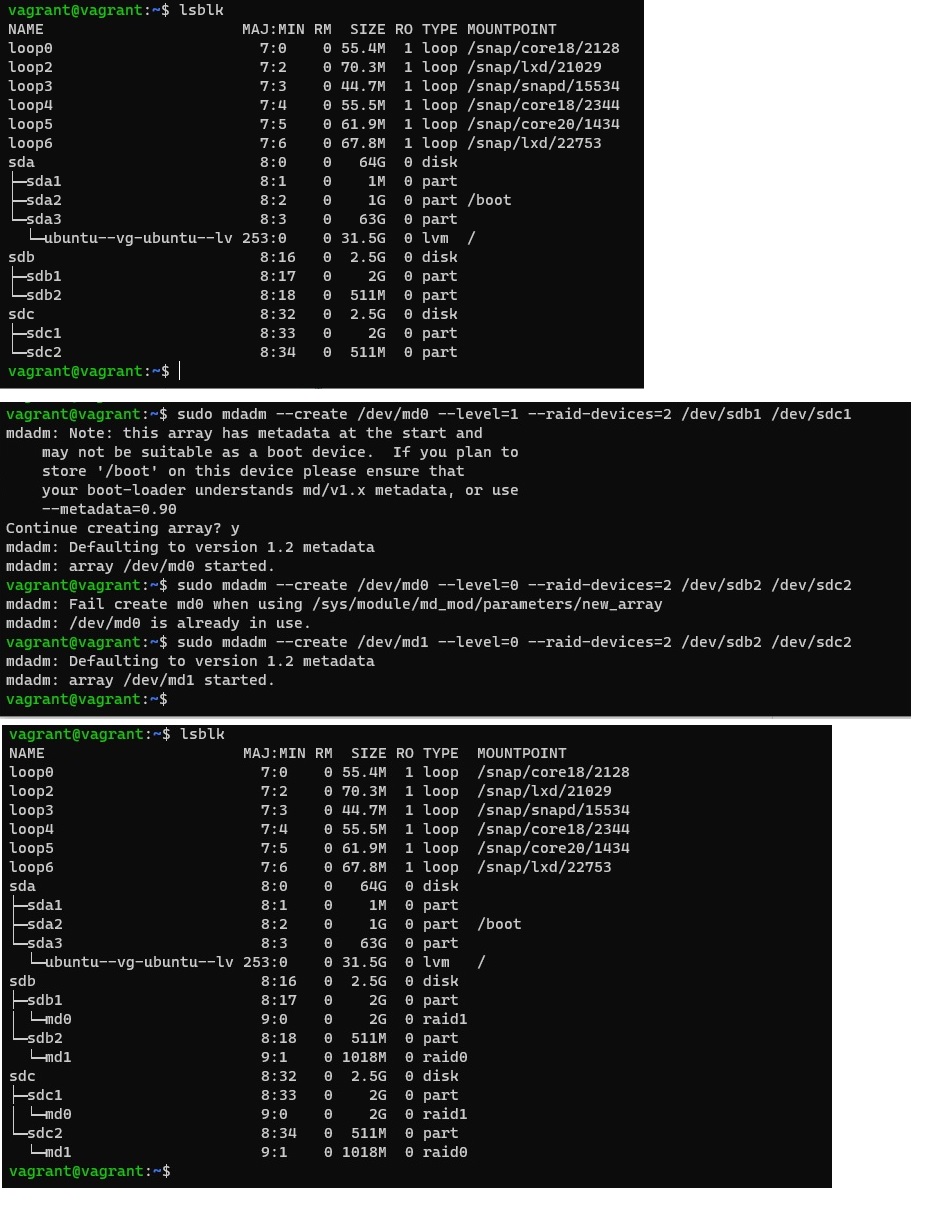 vagrant@vagrant:~$ lsblk
NAME                      MAJ:MIN RM  SIZE RO TYPE MOUNTPOINT
loop0                       7:0    0 55.4M  1 loop /snap/core18/2128
loop2                       7:2    0 70.3M  1 loop /snap/lxd/21029
loop3                       7:3    0 44.7M  1 loop /snap/snapd/15534
loop4                       7:4    0 55.5M  1 loop /snap/core18/2344
loop5                       7:5    0 61.9M  1 loop /snap/core20/1434
loop6                       7:6    0 67.8M  1 loop /snap/lxd/22753
sda                         8:0    0   64G  0 disk
├─sda1                      8:1    0    1M  0 part
├─sda2                      8:2    0    1G  0 part /boot
└─sda3                      8:3    0   63G  0 part
  └─ubuntu--vg-ubuntu--lv 253:0    0 31.5G  0 lvm  /
sdb                         8:16   0  2.5G  0 disk
├─sdb1                      8:17   0    2G  0 part
└─sdb2                      8:18   0  511M  0 part
sdc                         8:32   0  2.5G  0 disk
├─sdc1                      8:33   0    2G  0 part
└─sdc2                      8:34   0  511M  0 part
vagrant@vagrant:~$
vagrant@vagrant:~$ sudo mdadm --create /dev/md0 --level=1 --raid-devices=2 /dev/sdb1 /dev/sdc1
mdadm: Note: this array has metadata at the start and
    may not be suitable as a boot device.  If you plan to
    store '/boot' on this device please ensure that
    your boot-loader understands md/v1.x metadata, or use
    --metadata=0.90
Continue creating array? y
mdadm: Defaulting to version 1.2 metadata
mdadm: array /dev/md0 started.
vagrant@vagrant:~$ sudo mdadm --create /dev/md0 --level=0 --raid-devices=2 /dev/sdb2 /dev/sdc2
mdadm: Fail create md0 when using /sys/module/md_mod/parameters/new_array
mdadm: /dev/md0 is already in use.
vagrant@vagrant:~$ sudo mdadm --create /dev/md1 --level=0 --raid-devices=2 /dev/sdb2 /dev/sdc2
mdadm: Defaulting to version 1.2 metadata
mdadm: array /dev/md1 started.
vagrant@vagrant:~$
vagrant@vagrant:~$ lsblk
NAME                      MAJ:MIN RM  SIZE RO TYPE  MOUNTPOINT
loop0                       7:0    0 55.4M  1 loop  /snap/core18/2128
loop2                       7:2    0 70.3M  1 loop  /snap/lxd/21029
loop3                       7:3    0 44.7M  1 loop  /snap/snapd/15534
loop4                       7:4    0 55.5M  1 loop  /snap/core18/2344
loop5                       7:5    0 61.9M  1 loop  /snap/core20/1434
loop6                       7:6    0 67.8M  1 loop  /snap/lxd/22753
sda                         8:0    0   64G  0 disk
├─sda1                      8:1    0    1M  0 part
├─sda2                      8:2    0    1G  0 part  /boot
└─sda3                      8:3    0   63G  0 part
  └─ubuntu--vg-ubuntu--lv 253:0    0 31.5G  0 lvm   /
sdb                         8:16   0  2.5G  0 disk
├─sdb1                      8:17   0    2G  0 part
│ └─md0                     9:0    0    2G  0 raid1
└─sdb2                      8:18   0  511M  0 part
  └─md1                     9:1    0 1018M  0 raid0
sdc                         8:32   0  2.5G  0 disk
├─sdc1                      8:33   0    2G  0 part
│ └─md0                     9:0    0    2G  0 raid1
└─sdc2                      8:34   0  511M  0 part
  └─md1                     9:1    0 1018M  0 raid0
vagrant@vagrant:~$